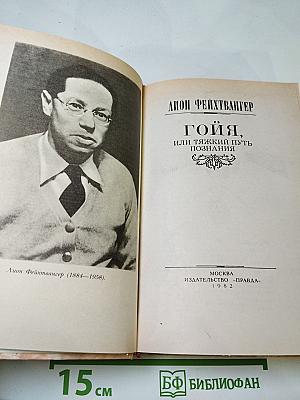 Лион Фейхтвангер (1884—1958).
ЛИОН ФЕЙХТВАНГЕР
ГОЙЯ,
ИЛИ ТЯЖКИЙ ПУТЬ
ПОЗНАНИЯ
МОСКВА
ИЗДАТЕЛЬСТВО «ПРАВДА»
1982
15 см
БФ БИБЛИОФАН